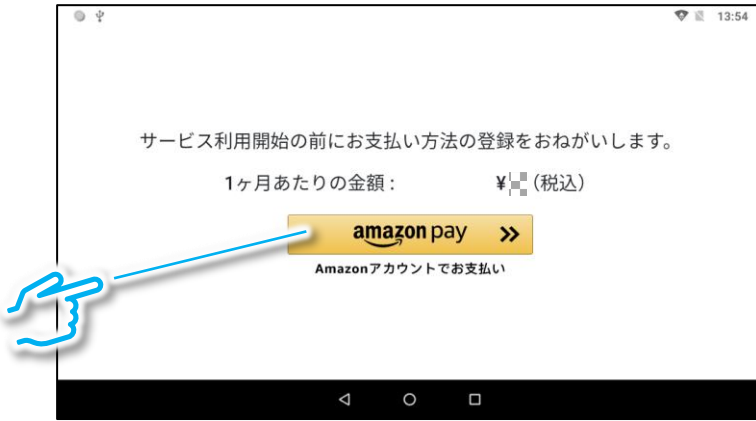 13:54
サービス利用開始の前にお支払い方法の登録をおねがいします。
1ヶ月あたりの金額： ¥ (税込)
amazon pay
Amazonアカウントでお支払い